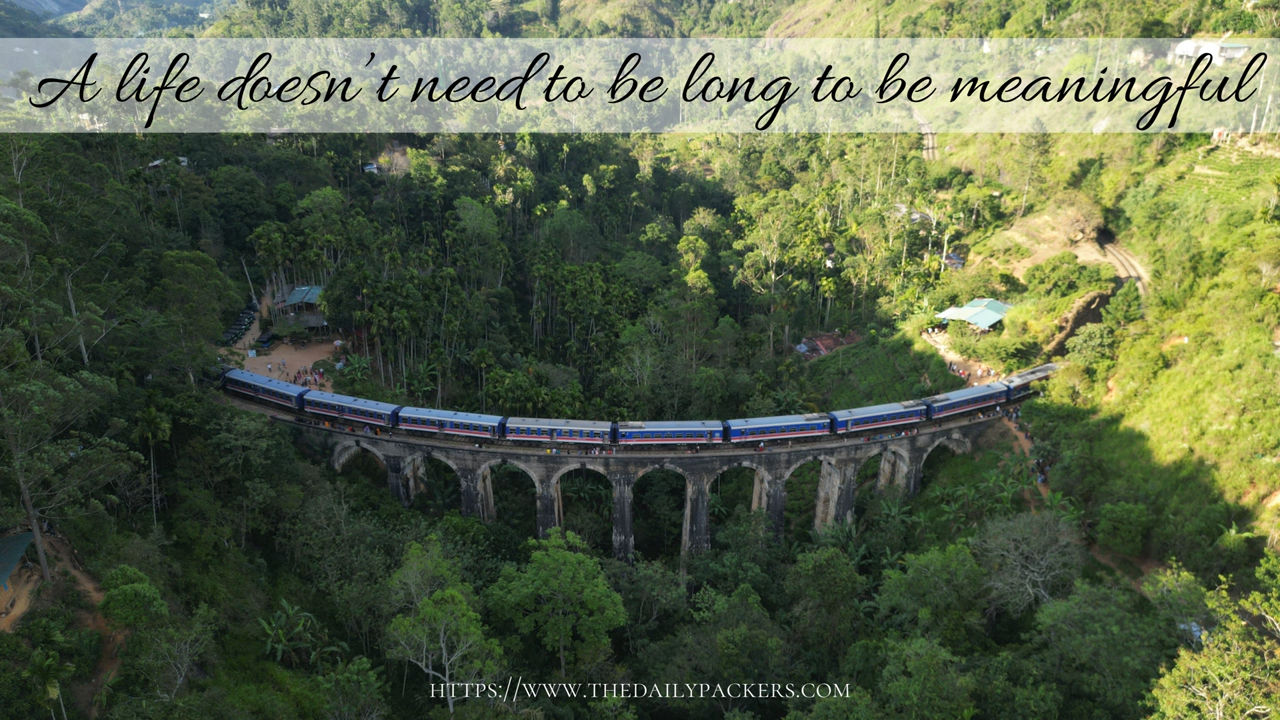 A life doesn't need to be long to be meaningful
HTTPS://WWW.THEDAILYPACKERS.COM